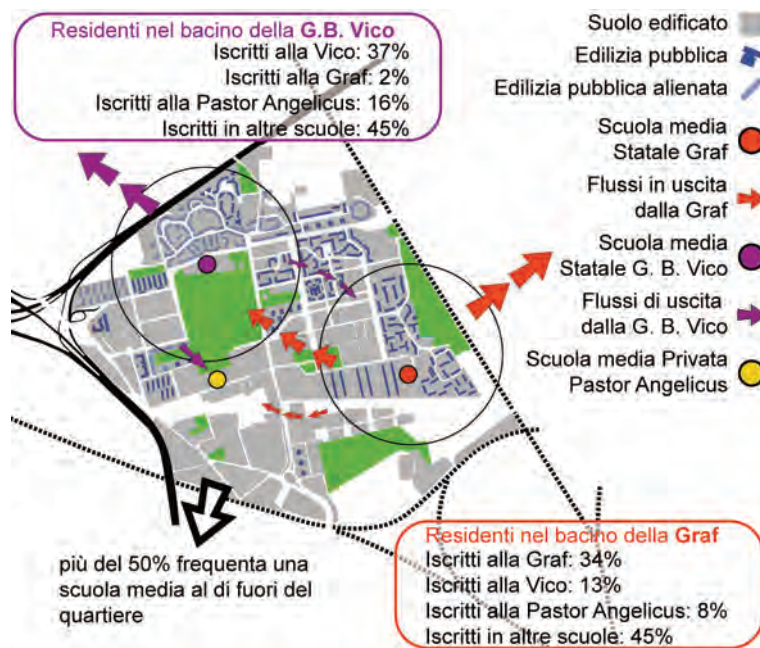 Residenti nel bacino della G.B. Vico
Iscritti alla Vico: 37%
Iscritti alla Graf: 2%
Iscritti alla Pastor Angelicus: 16%
Iscritti in altre scuole: 45%
Suolo edificato
Edilizia pubblica
Edilizia pubblica alienata
Scuola media
Statale Graf
Flussi in uscita
dalla Graf
Scuola media
Statale G. B. Vico
Flussi di uscita
dalla G. B. Vico
Scuola media Privata
Pastor Angelicus
più del 50% frequenta una
scuola media al di fuori del
quartiere
Residenti nel bacino della Graf
Iscritti alla Graf: 34%
Iscritti alla Vico: 13%
Iscritti alla Pastor Angelicus: 8%
Iscritti in altre scuole: 45%